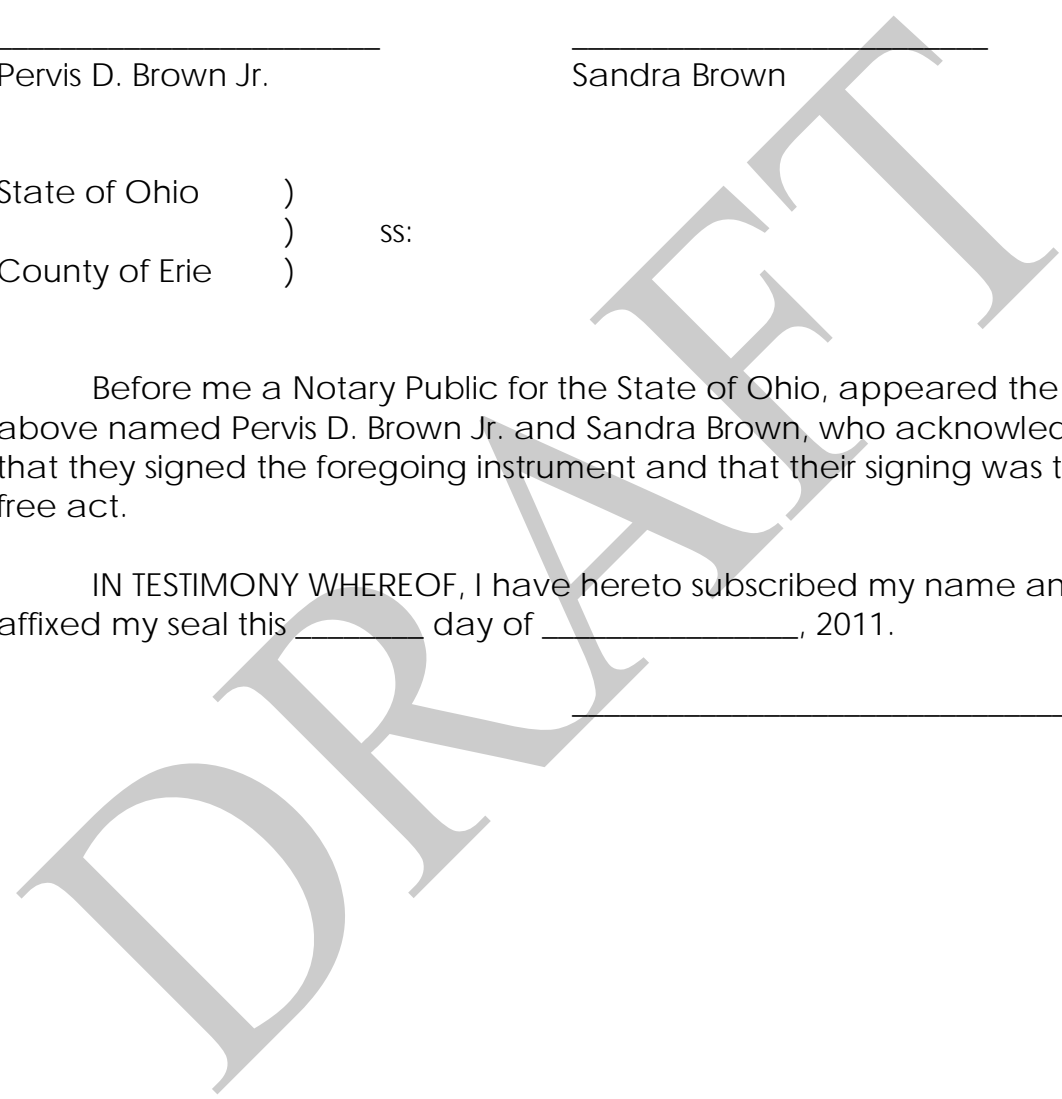 Pervis D. Brown Jr. Sandra Brown
State of Ohio )
) ss:
County of Erie )
Before me a Notary Public for the State of Ohio, appeared the
above named Pervis D. Brown Jr. and Sandra Brown, who acknowled
that they signed the foregoing instrument and that their signing was t
free act.
IN TESTIMONY WHEREOF, I have hereto subscribed my name an
affixed my seal this ________ day of ________________, 2011.
DRAFT